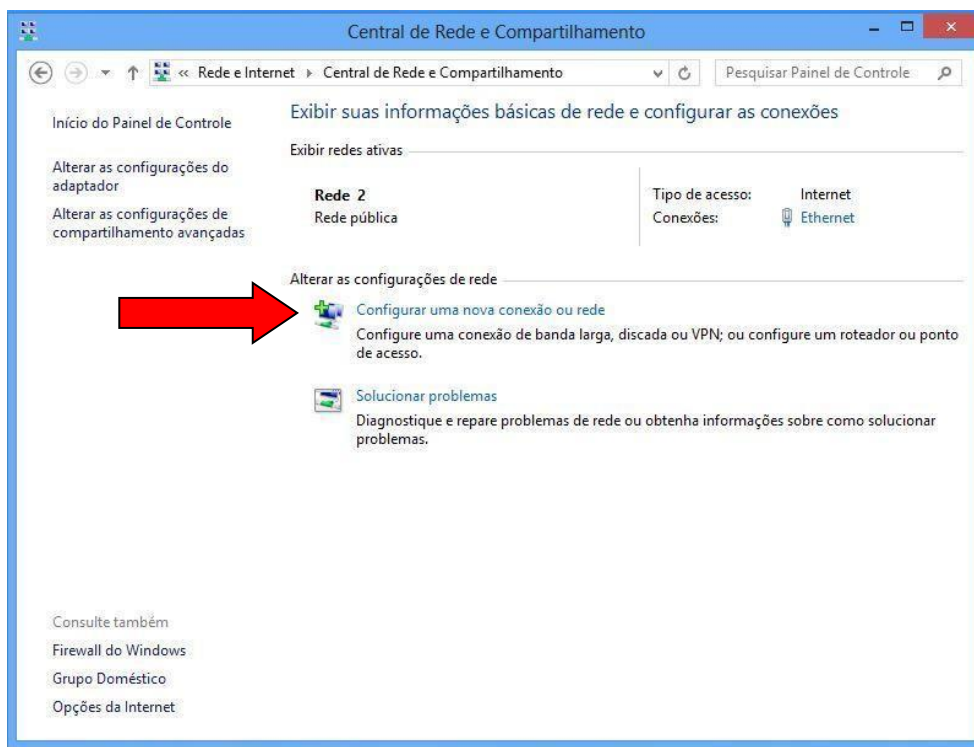 Central de Rede e Compartilhamento
« Rede e Internet Central de Rede e Compartilhamento
Pesquisar Painel de Controle
Início do Painel de Controle
Alterar as configurações do
adaptador
Alterar as configurações de
compartilhamento avançadas
Exibir suas informações básicas de rede e configurar as conexões
Exibir redes ativas
Rede 2
Rede pública
Tipo de acesso: Internet
Conexões: Ethernet
Alterar as configurações de rede
Configurar uma nova conexão ou rede
Configure uma conexão de banda larga, discada ou VPN; ou configure um roteador ou ponto
de acesso.
Solucionar problemas
Diagnostique e repare problemas de rede ou obtenha informações sobre como solucionar
problemas.
Consulte também
Firewall do Windows
Grupo Doméstico
Opções da Internet